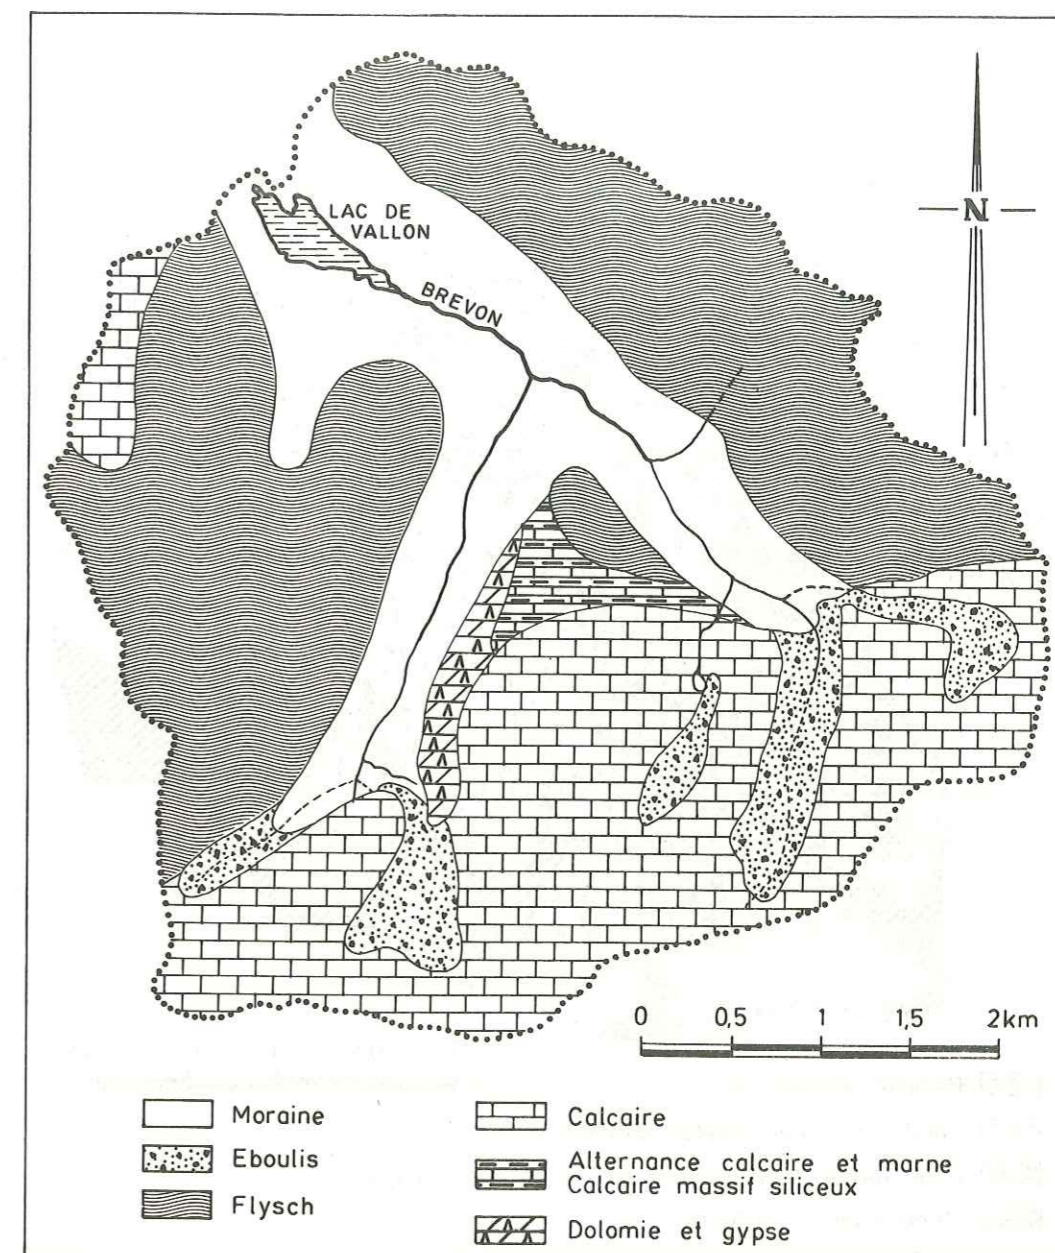 N
LAC DE
VALLON
BREVON
0 0,5 1 1,5 2km
Moraine
Eboulis
Flysch
Calcaire
Alternance calcaire et marne
Calcaire massif siliceux
Dolomie et gypse